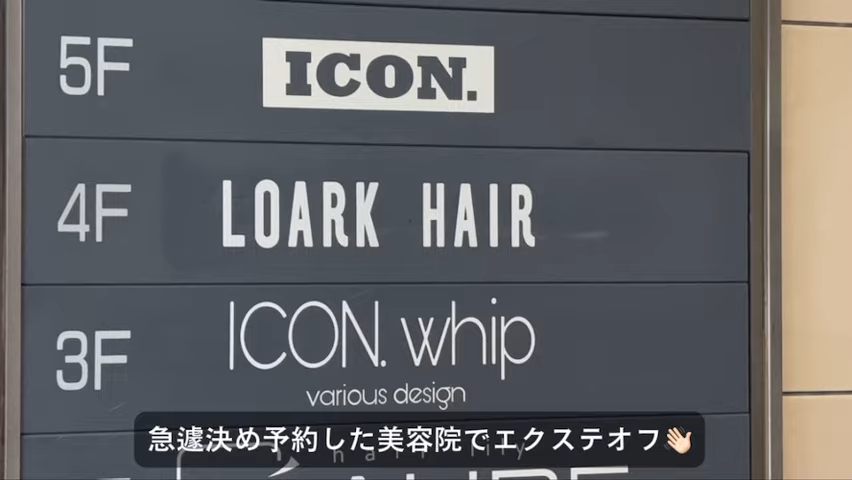 5F ICON.
4F LOARK HAIR
3F ICON. whip
various design
急遽決め予約した美容院でエクステオフ👋🏻